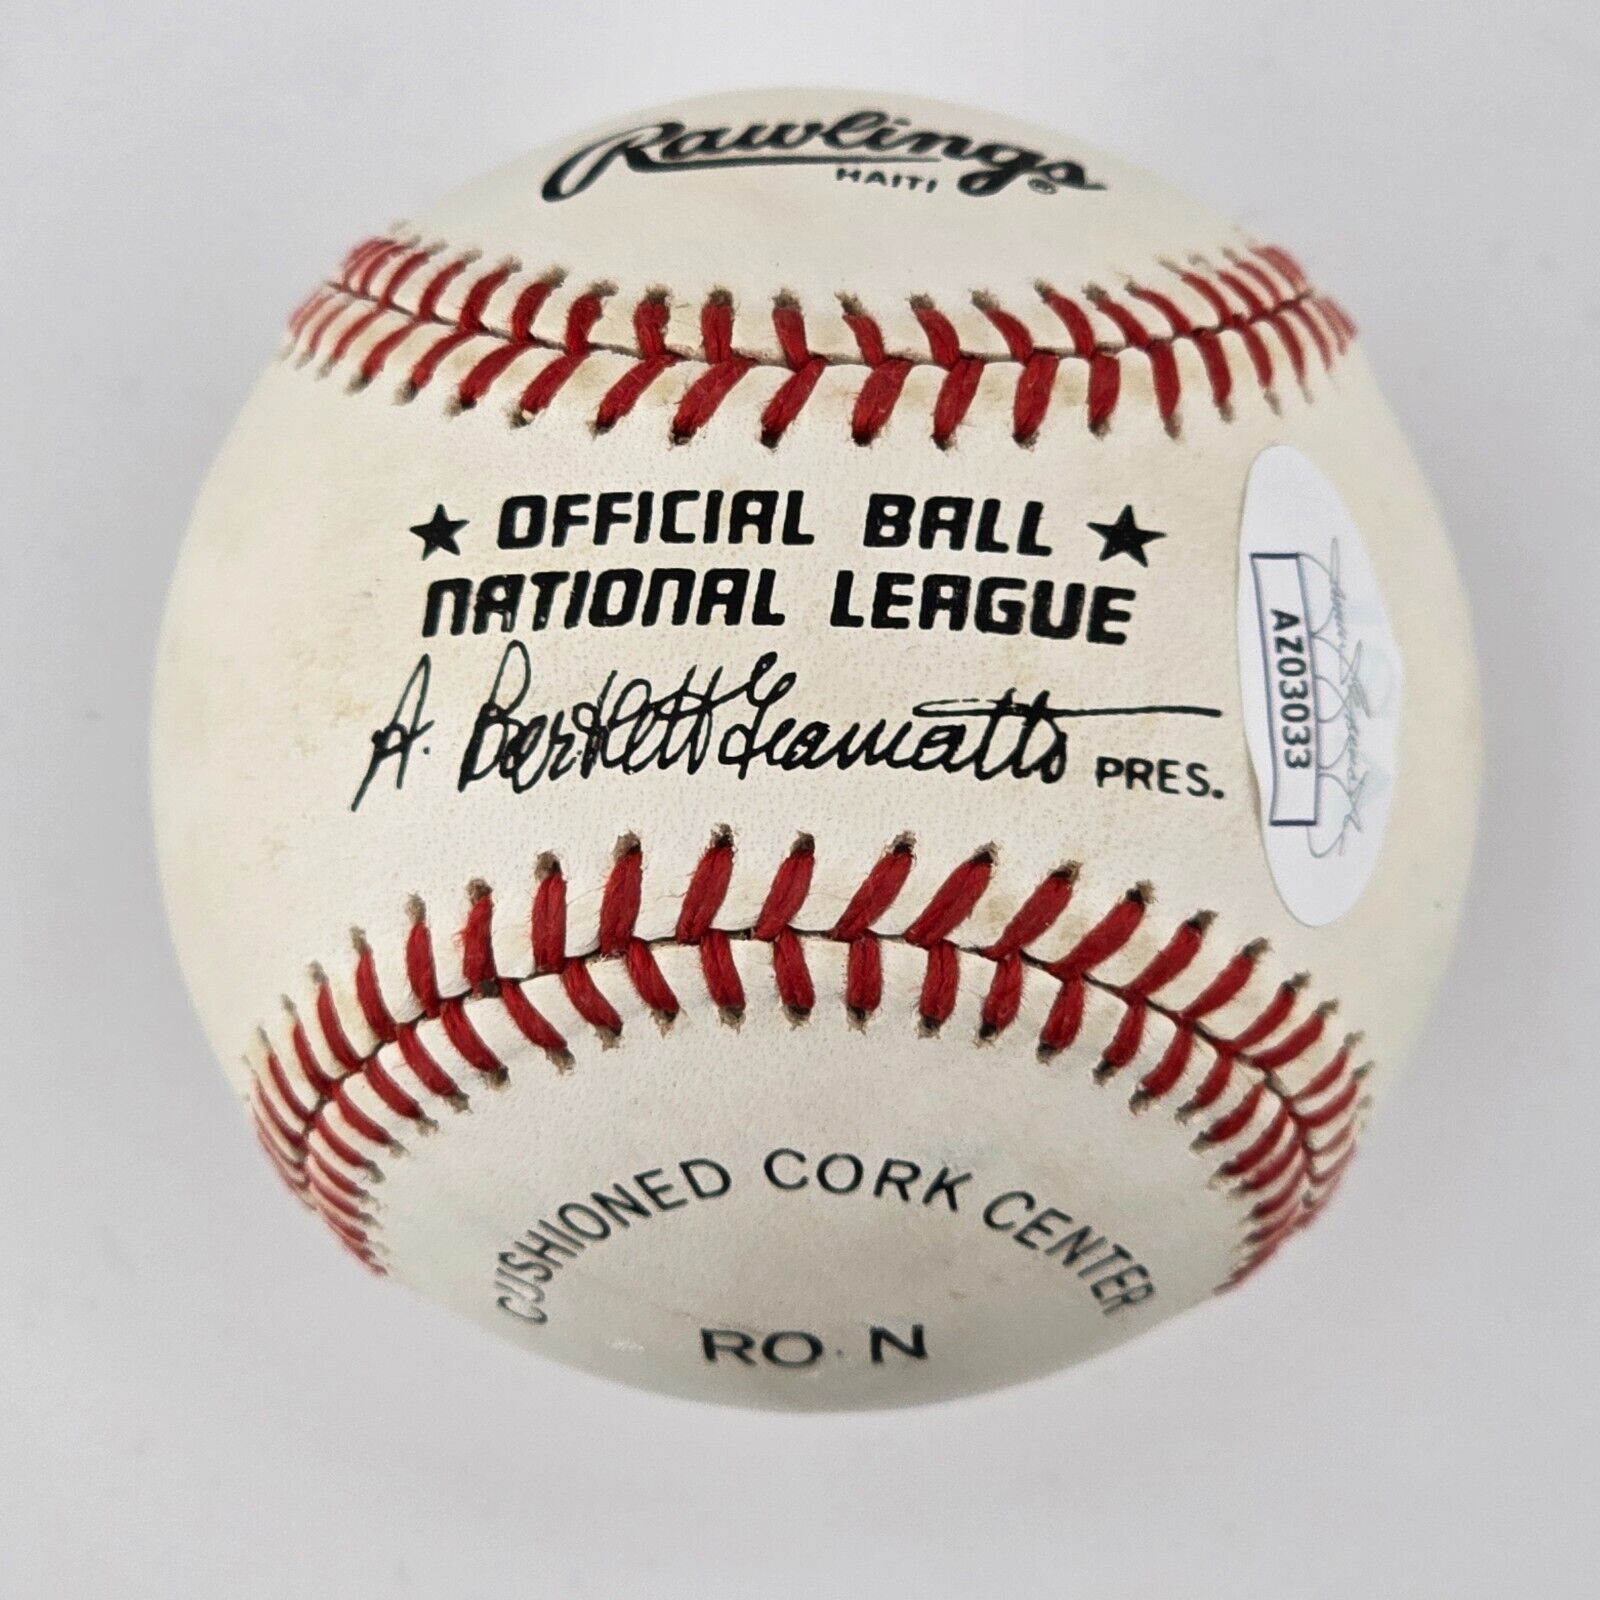 Rawlings®
HAITI
★ OFFICIAL BALL ★
NATIONAL LEAGUE
A. Bartlett Giamatti PRES.
AZ03033
CUSHIONED CORK CENTER
RO-N